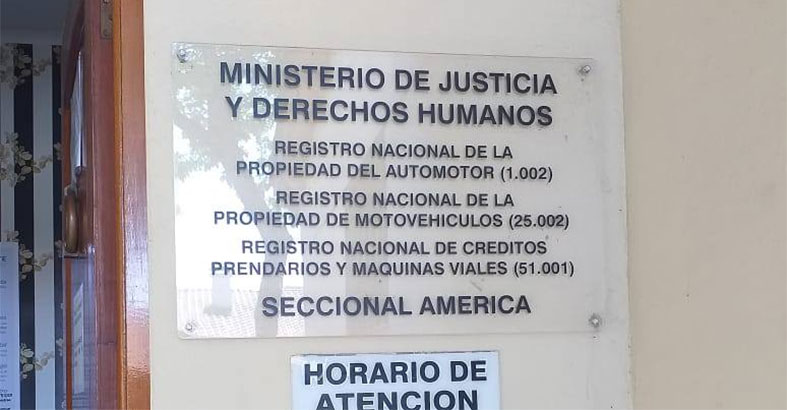 MINISTERIO DE JUSTICIA
Y DERECHOS HUMANOS
REGISTRO NACIONAL DE LA
PROPIEDAD DEL AUTOMOTOR (1.002)
REGISTRO NACIONAL DE LA
PROPIEDAD DE MOTOVEHICULOS (25.002)
REGISTRO NACIONAL DE CREDITOS
PRENDARIOS Y MAQUINAS VIALES (51.001)
SECCIONAL AMERICA
HORARIO DE
ATENCION